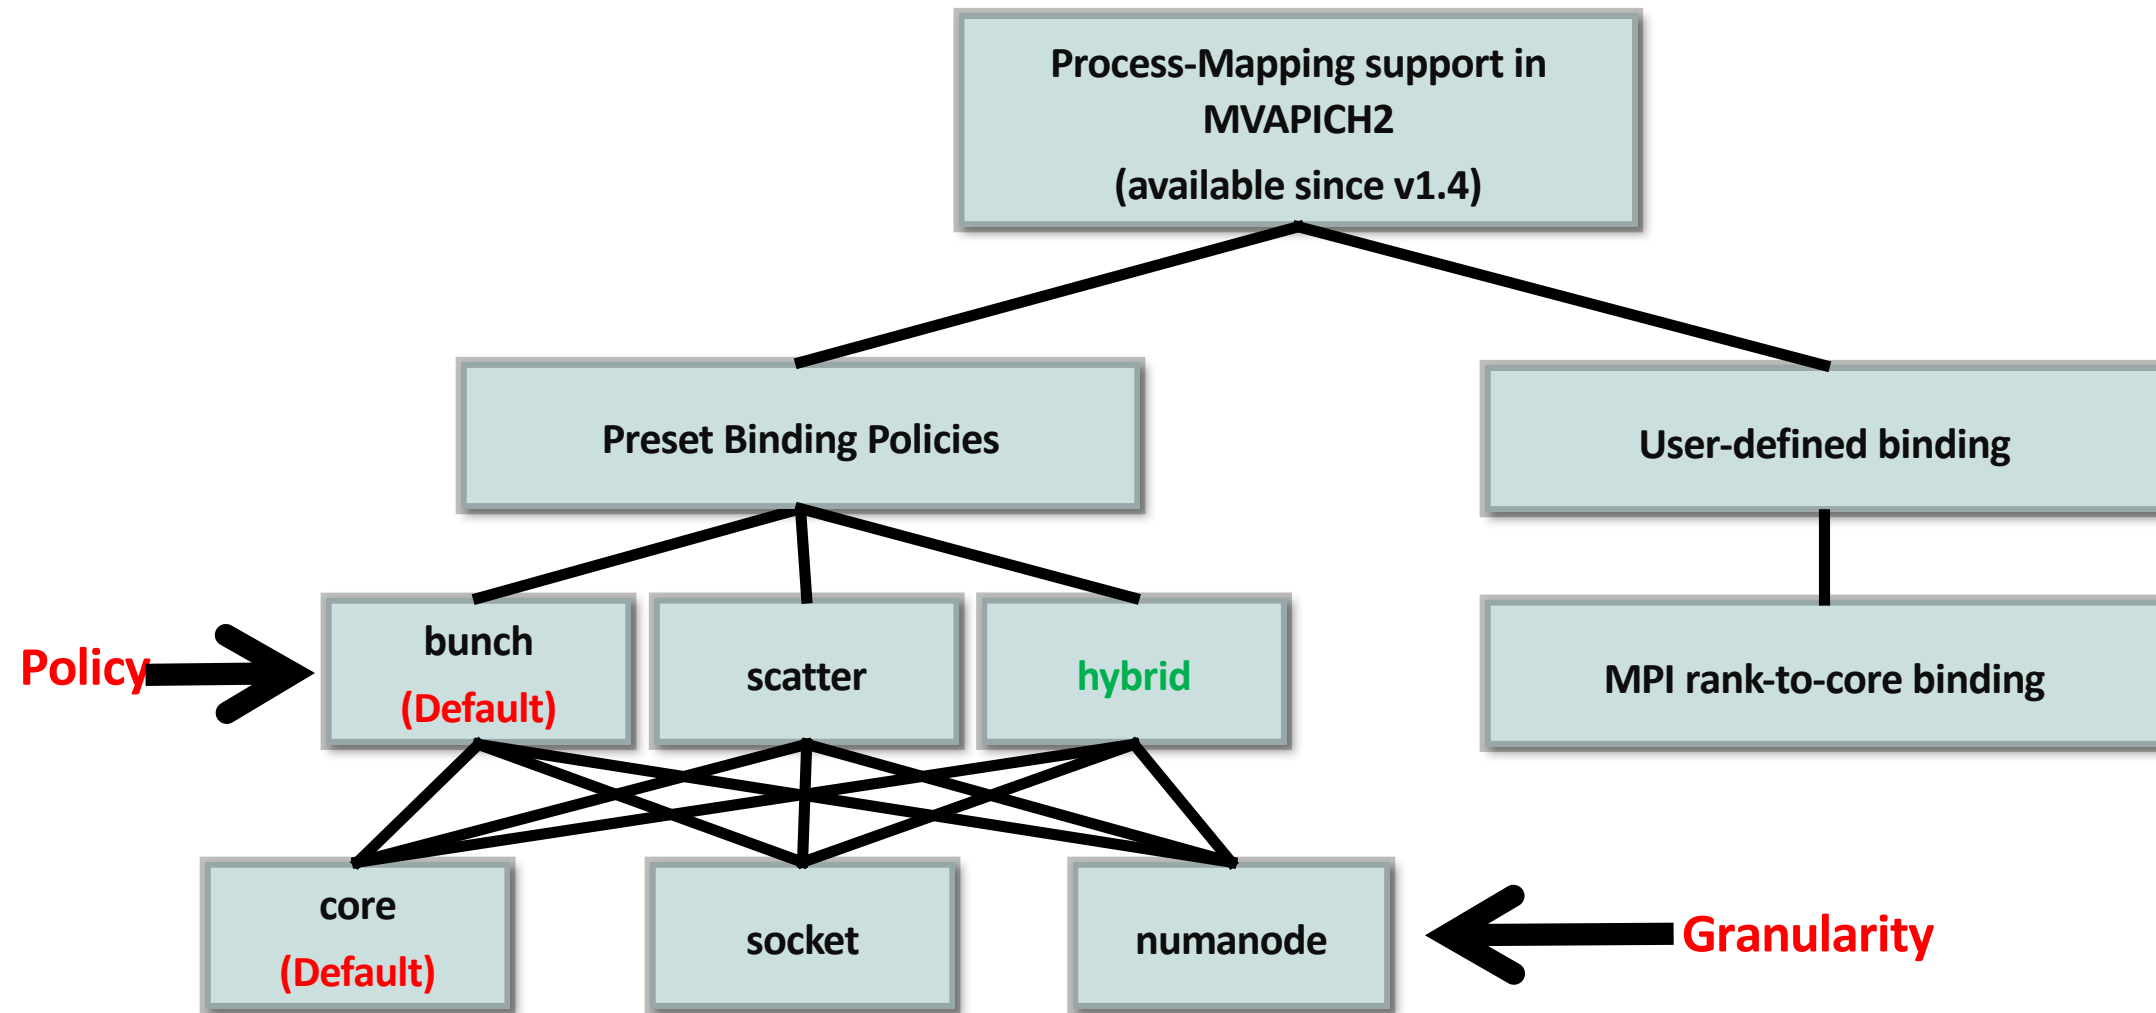 Process-Mapping support in
MVAPICH2
(available since v1.4)
Preset Binding Policies
User-defined binding
Policy
bunch
(Default)
scatter
hybrid
MPI rank-to-core binding
core
(Default)
socket
numanode
Granularity